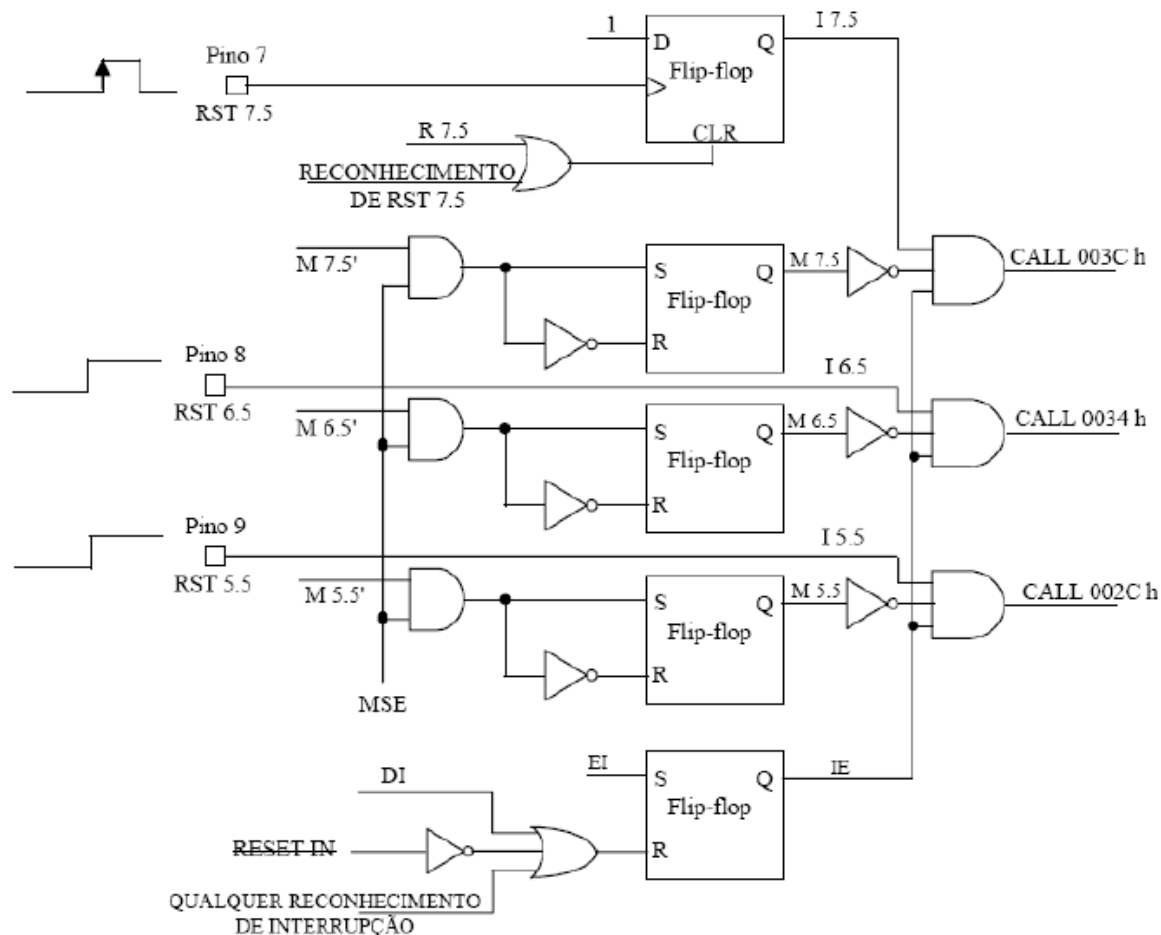 1
D
Q
I 7.5
Pino 7
Flip-flop
RST 7.5
CLR
R 7.5
RECONHECIMENTO
DE RST 7.5
M 7.5'
S
Q
M 7.5
CALL 003C h
Flip-flop
R
Pino 8
I 6.5
RST 6.5
M 6.5'
S
Q
M 6.5
CALL 0034 h
Flip-flop
R
Pino 9
I 5.5
RST 5.5
M 5.5'
S
Q
M 5.5
CALL 002C h
Flip-flop
R
MSE
DI
EI
S
Q
IE
Flip-flop
RESET IN
R
QUALQUER RECONHECIMENTO
DE INTERRUPÇÃO